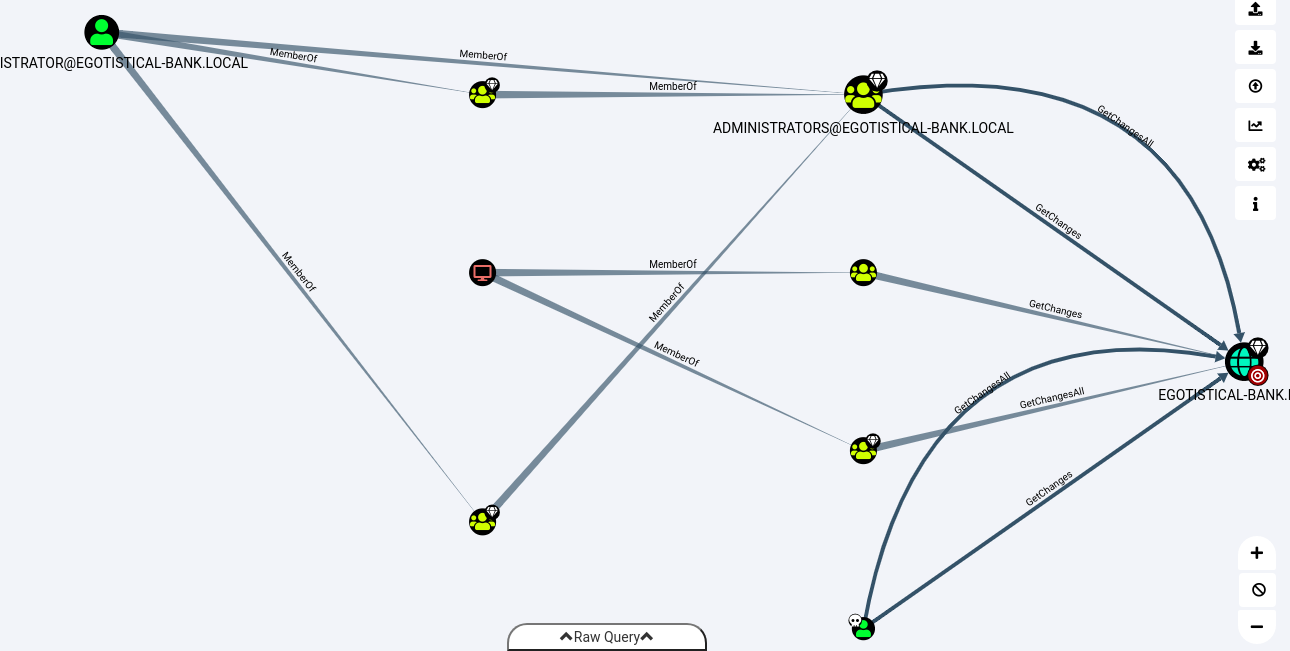 ISTRATOR@EGOTISTICAL-BANK.LOCAL
MemberOf
MemberOf
MemberOf
ADMINISTRATORS@EGOTISTICAL-BANK.LOCAL
GetChangesAll
GetChanges
MemberOf
MemberOf
MemberOf
MemberOf
GetChanges
EGOTISTICAL-BANK.
GetChangesAll
GetChangesAll
GetChanges
Raw Query